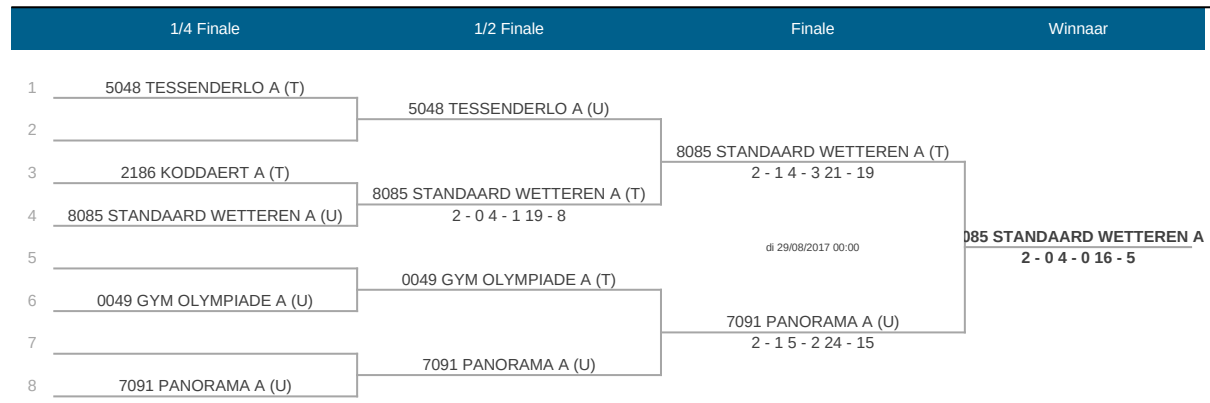 1/4 Finale 1/2 Finale Finale Winnaar
1 5048 TESSENDERLO A (T)
5048 TESSENDERLO A (U)
2
8085 STANDAARD WETTEREN A (T)
3 2186 KODDAERT A (T)
2 - 1 4 - 3 21 - 19
8085 STANDAARD WETTEREN A (T)
4 8085 STANDAARD WETTEREN A (U)
2 - 0 4 - 1 19 - 8
085 STANDAARD WETTEREN A
di 29/08/2017 00:00
2 - 0 4 - 0 16 - 5
5
0049 GYM OLYMPIADE A (T)
6 0049 GYM OLYMPIADE A (U)
7091 PANORAMA A (U)
7
2 - 1 5 - 2 24 - 15
7091 PANORAMA A (U)
8 7091 PANORAMA A (U)